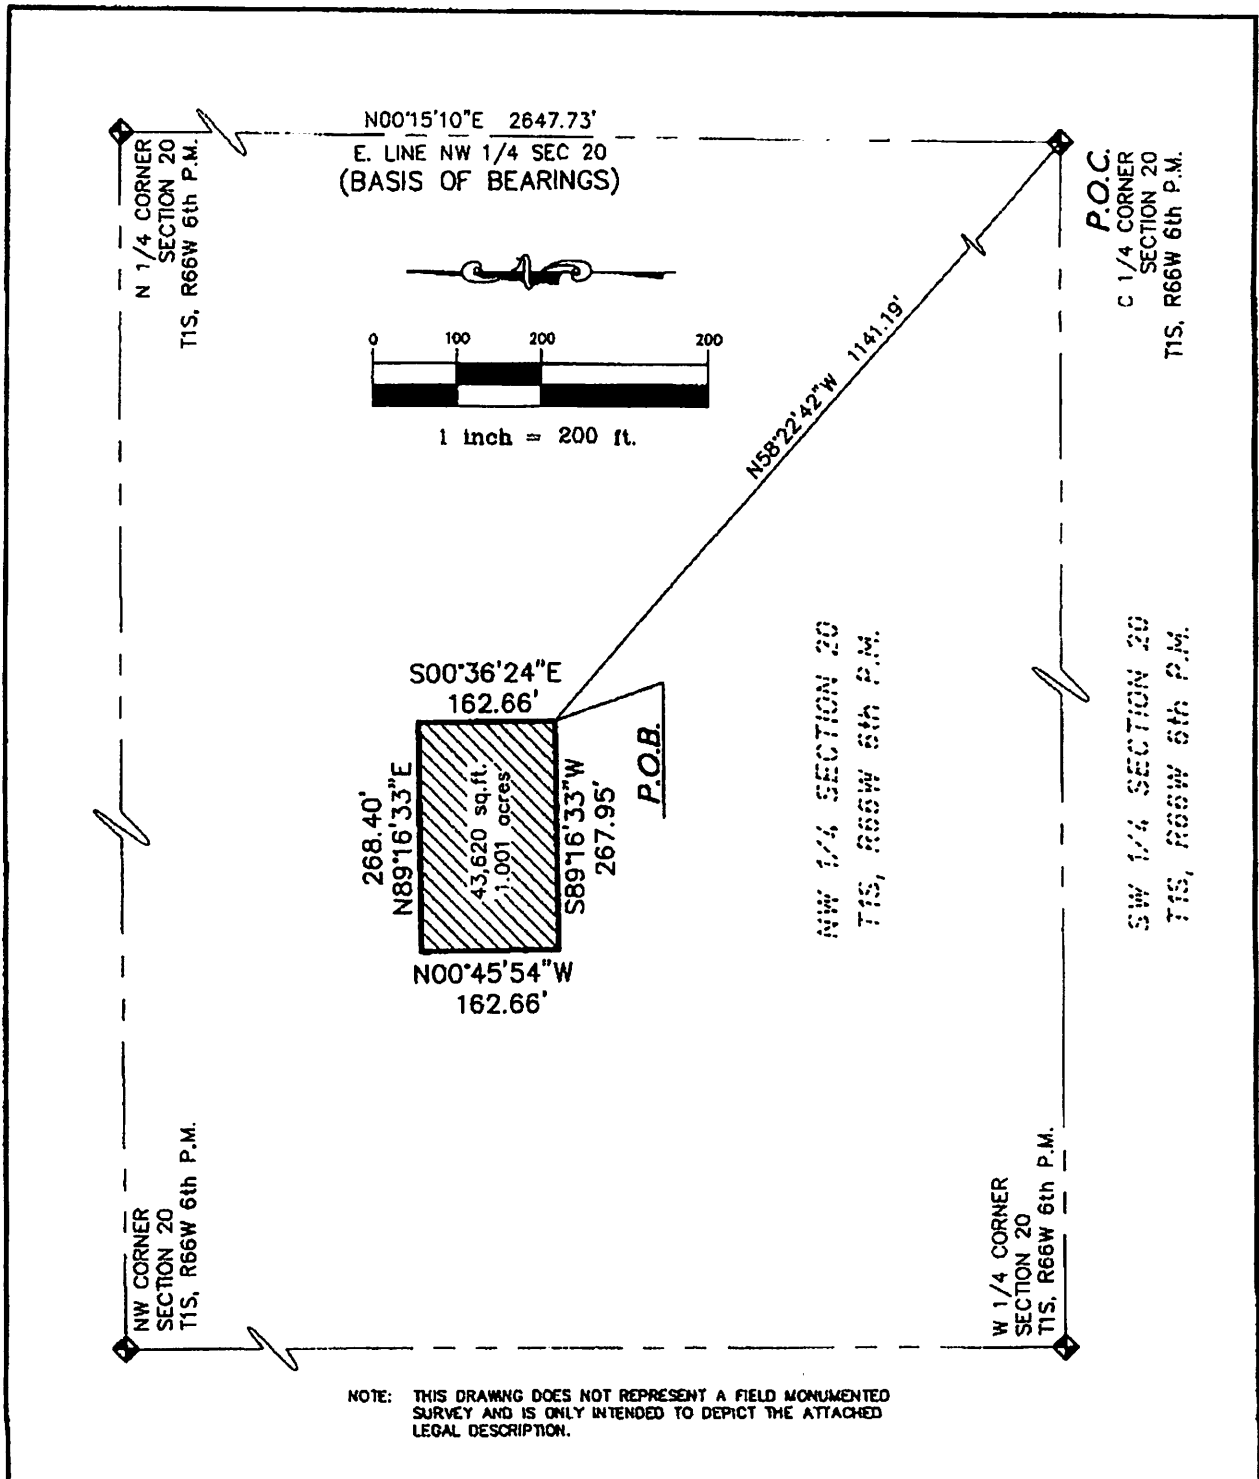 N00°15'10"E 2647.73'
E. LINE NW 1/4 SEC 20
(BASIS OF BEARINGS)
N 1/4 CORNER
SECTION 20
T1S, R66W 6th P.M.
P.O.C.
C 1/4 CORNER
SECTION 20
T1S, R66W 6th P.M.
0 100 200 200
1 inch = 200 ft.
N58°22'42"W 1141.19'
S00°36'24"E
162.66'
268.40'
N89°16'33"E
43,620 sq.ft.
1.001 acres
S89°16'33"W
267.95'
P.O.B.
N00°45'54"W
162.66'
NW 1/4 SECTION 20
T1S, R66W 6th P.M.
SW 1/4 SECTION 20
T1S, R66W 6th P.M.
NW CORNER
SECTION 20
T1S, R66W 6th P.M.
W 1/4 CORNER
SECTION 20
T1S, R66W 6th P.M.
NOTE: THIS DRAWING DOES NOT REPRESENT A FIELD MONUMENTED
SURVEY AND IS ONLY INTENDED TO DEPICT THE ATTACHED
LEGAL DESCRIPTION.